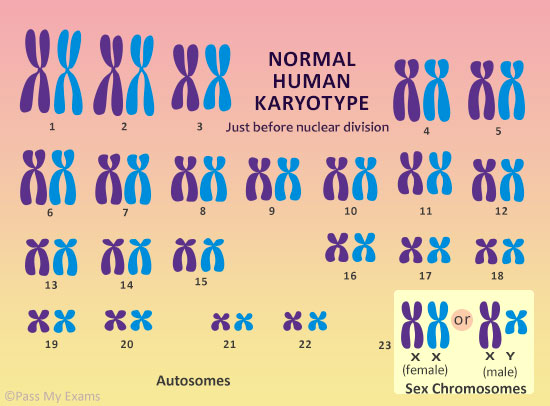 NORMAL
HUMAN
KARYOTYPE
Just before nuclear division
1 2 3 4 5
6 7 8 9 10 11 12
13 14 15 16 17 18
19 20 21 22 23
or
X X X Y
(female) (male)
Autosomes Sex Chromosomes
©Pass My Exams